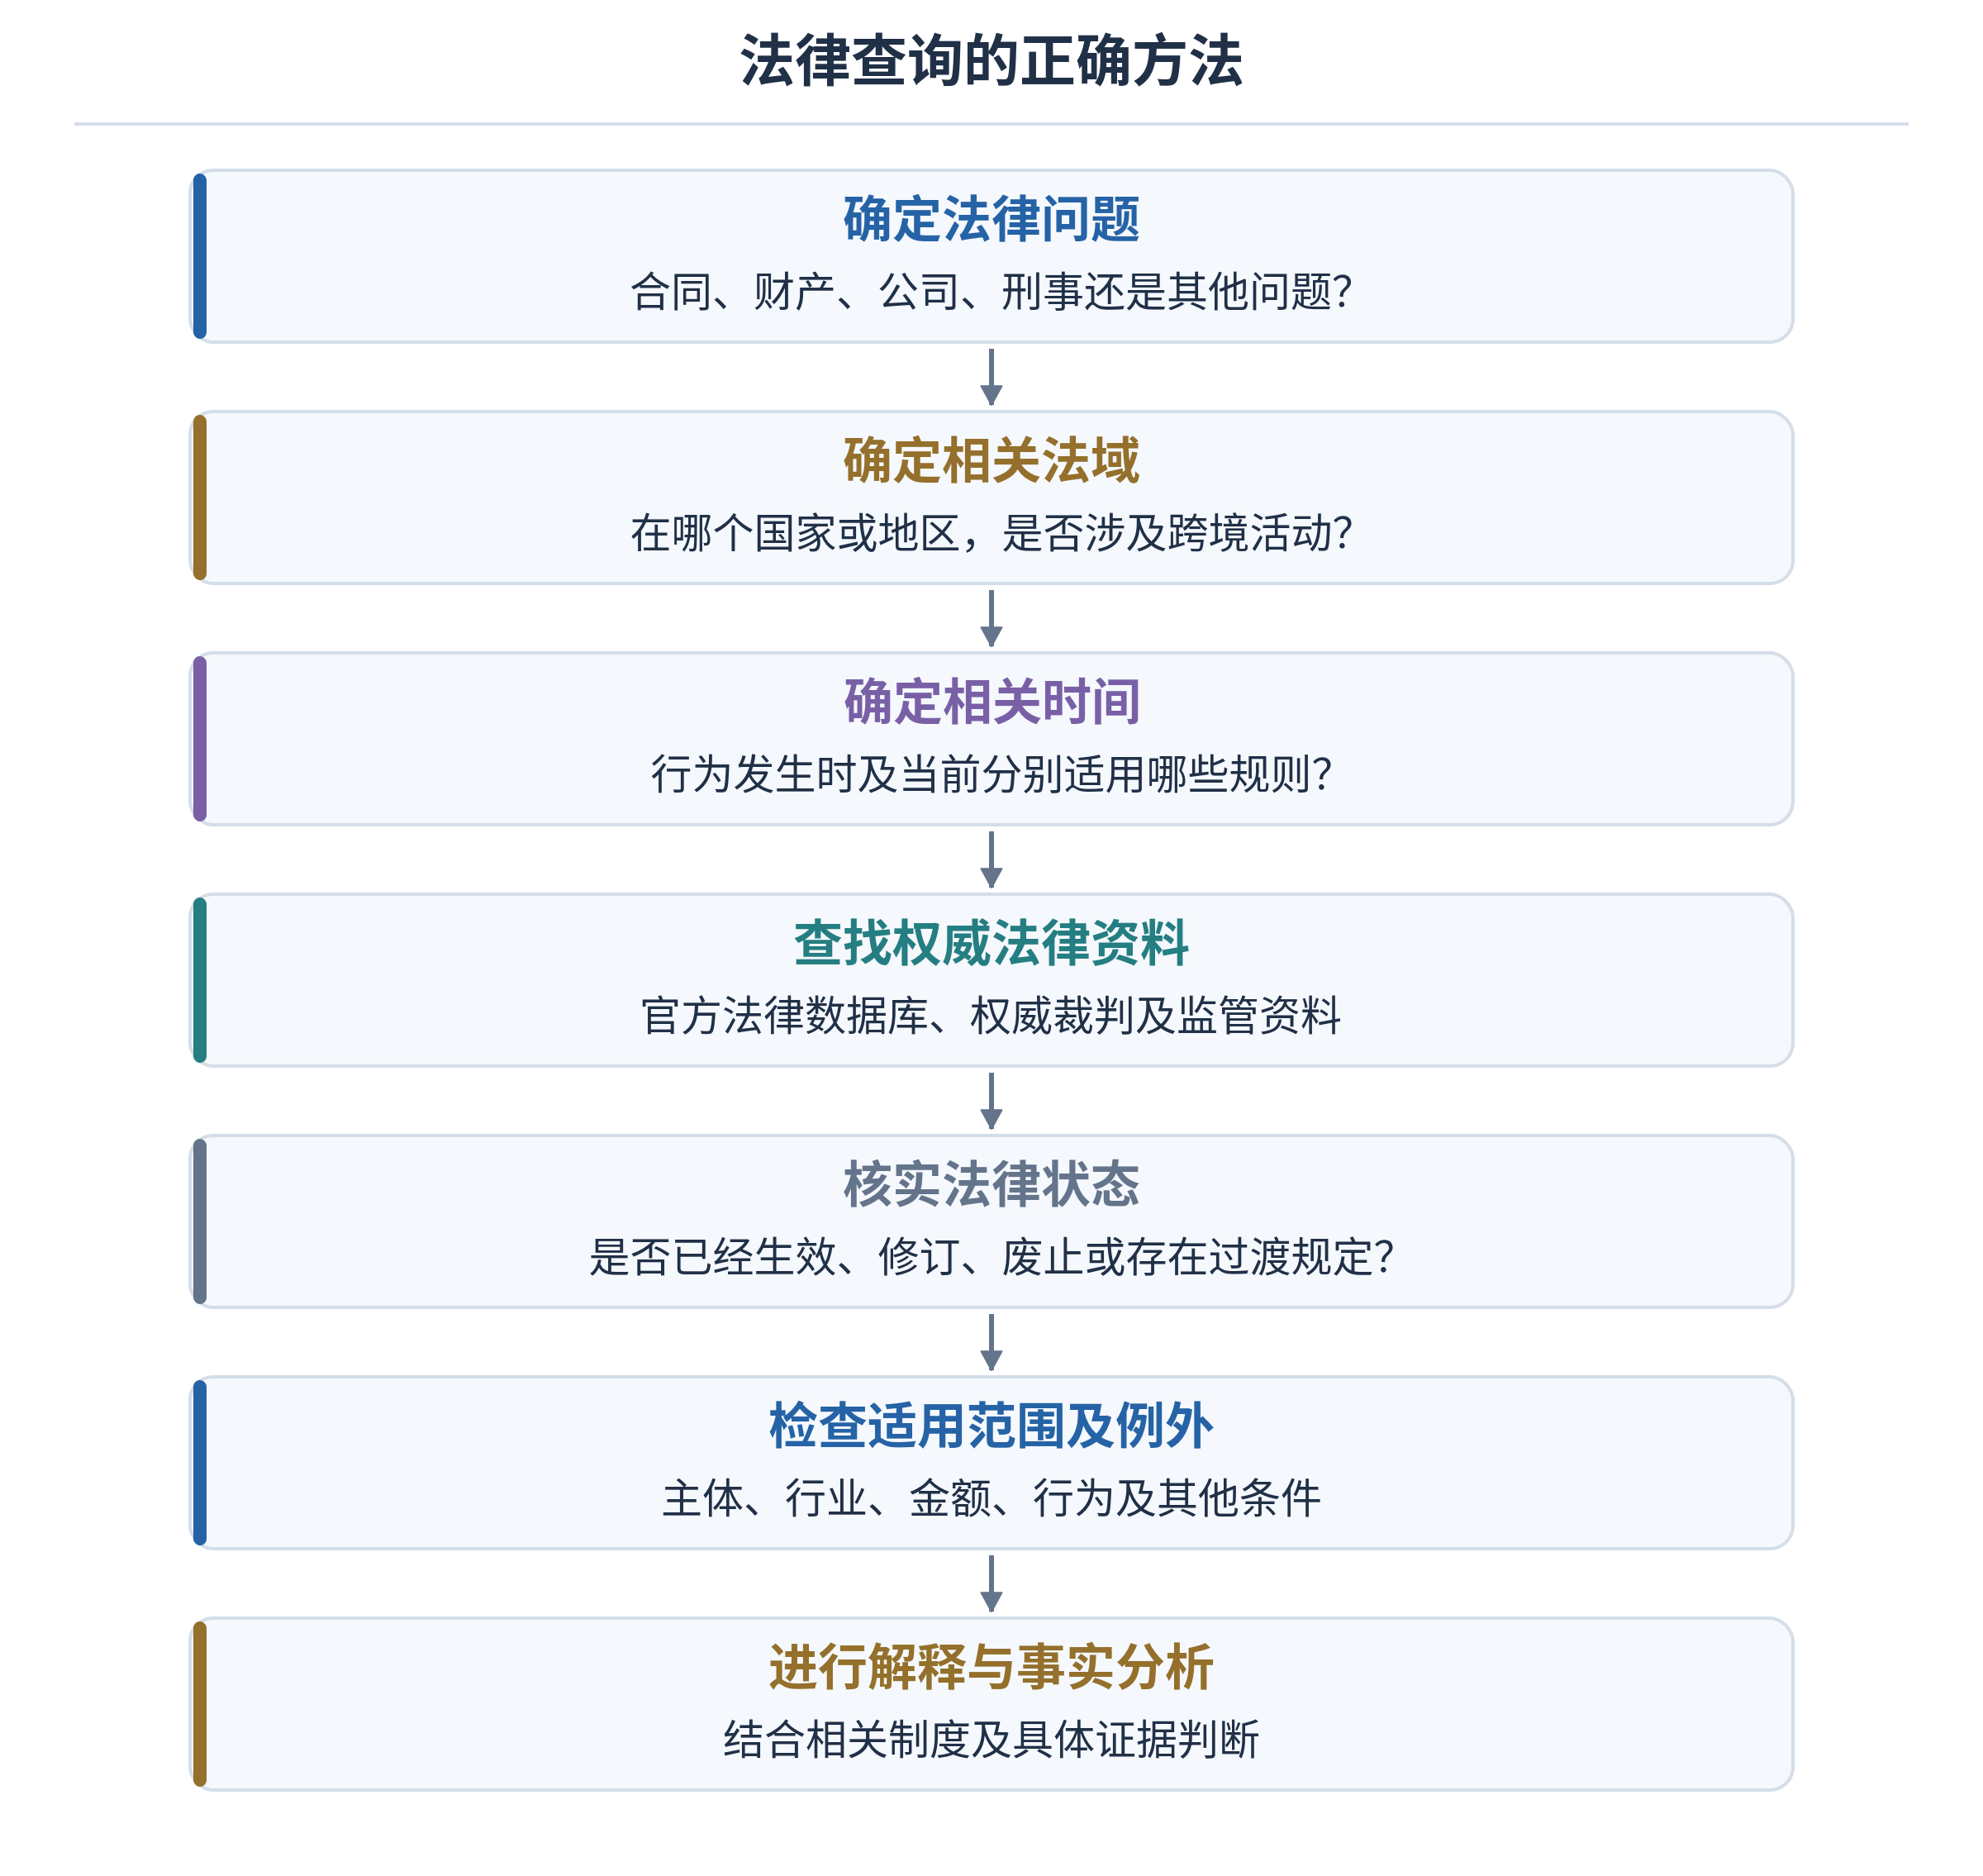 法律查询的正确方法
确定法律问题
合同、财产、公司、刑事还是其他问题？
确定相关法域
在哪个国家或地区，是否涉及跨境活动？
确定相关时间
行为发生时及当前分别适用哪些规则？
查找权威法律资料
官方法律数据库、权威裁判及监管资料
核实法律状态
是否已经生效、修订、废止或存在过渡规定？
检查适用范围及例外
主体、行业、金额、行为及其他条件
进行解释与事实分析
结合相关制度及具体证据判断